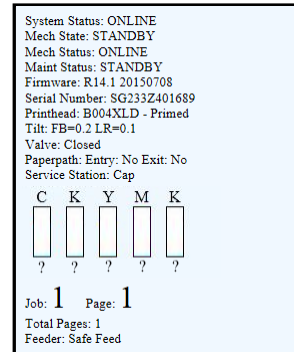 System Status: ONLINE
Mech State: STANDBY
Mech Status: ONLINE
Maint Status: STANDBY
Firmware: R14.1 20150708
Serial Number: SG233Z401689
Printhead: B004XLD - Primed
Tilt: FB=0.2 LR=0.1
Valve: Closed
Paperpath: Entry: No Exit: No
Service Station: Cap
C K Y M K
? ? ? ? ?
Job: 1 Page: 1
Total Pages: 1
Feeder: Safe Feed